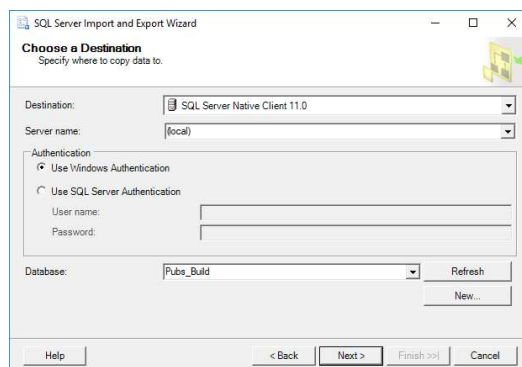 SQL Server Import and Export Wizard
Choose a Destination
Specify where to copy data to.
Destination: SQL Server Native Client 11.0
Server name: (local)
Authentication
Use Windows Authentication
Use SQL Server Authentication
User name:
Password:
Database: Pubs_Build Refresh
New...
Help < Back Next > Finish >>| Cancel